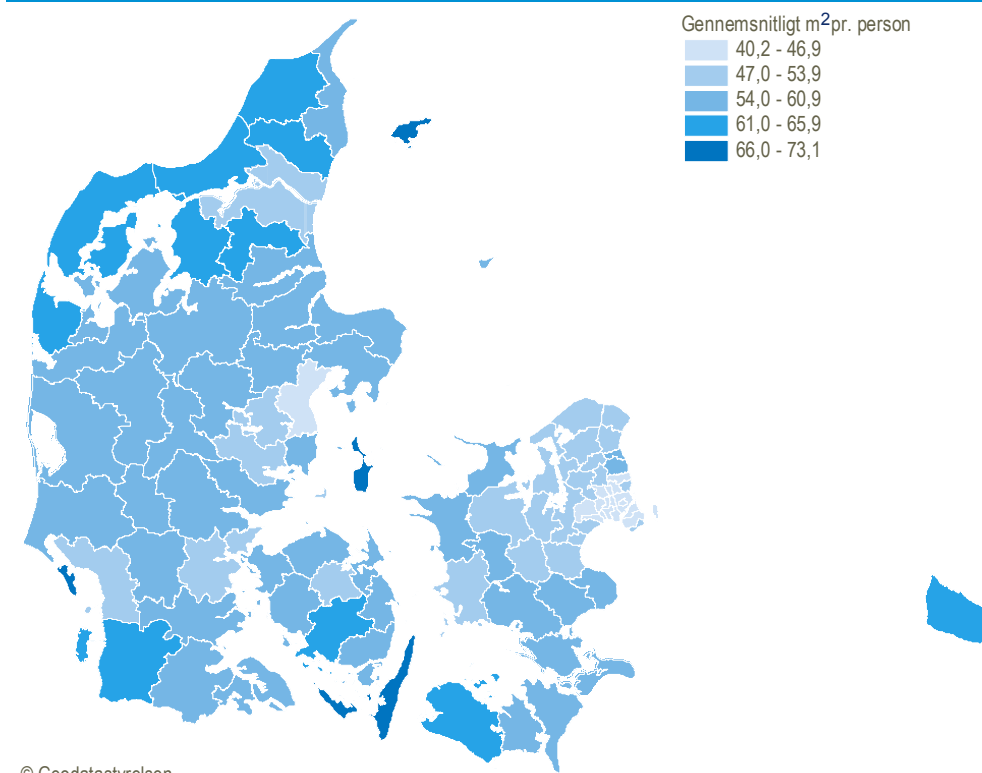 Gennemsnitligt m²pr. person
40,2 - 46,9
47,0 - 53,9
54,0 - 60,9
61,0 - 65,9
66,0 - 73,1
© Geodatastyrelsen